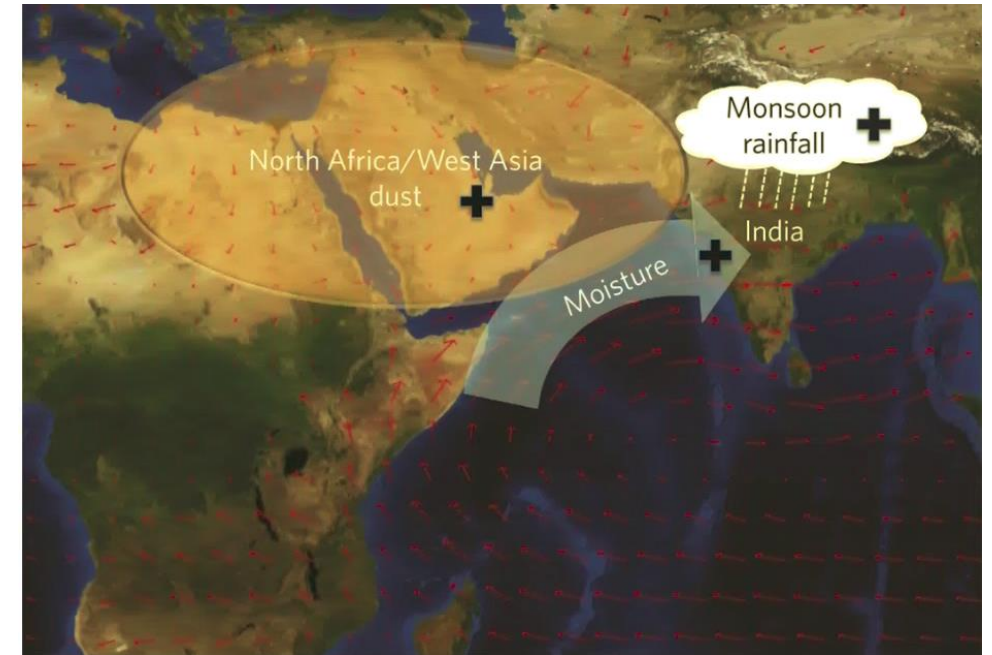 North Africa/West Asia
dust
Monsoon
rainfall
India
Moisture